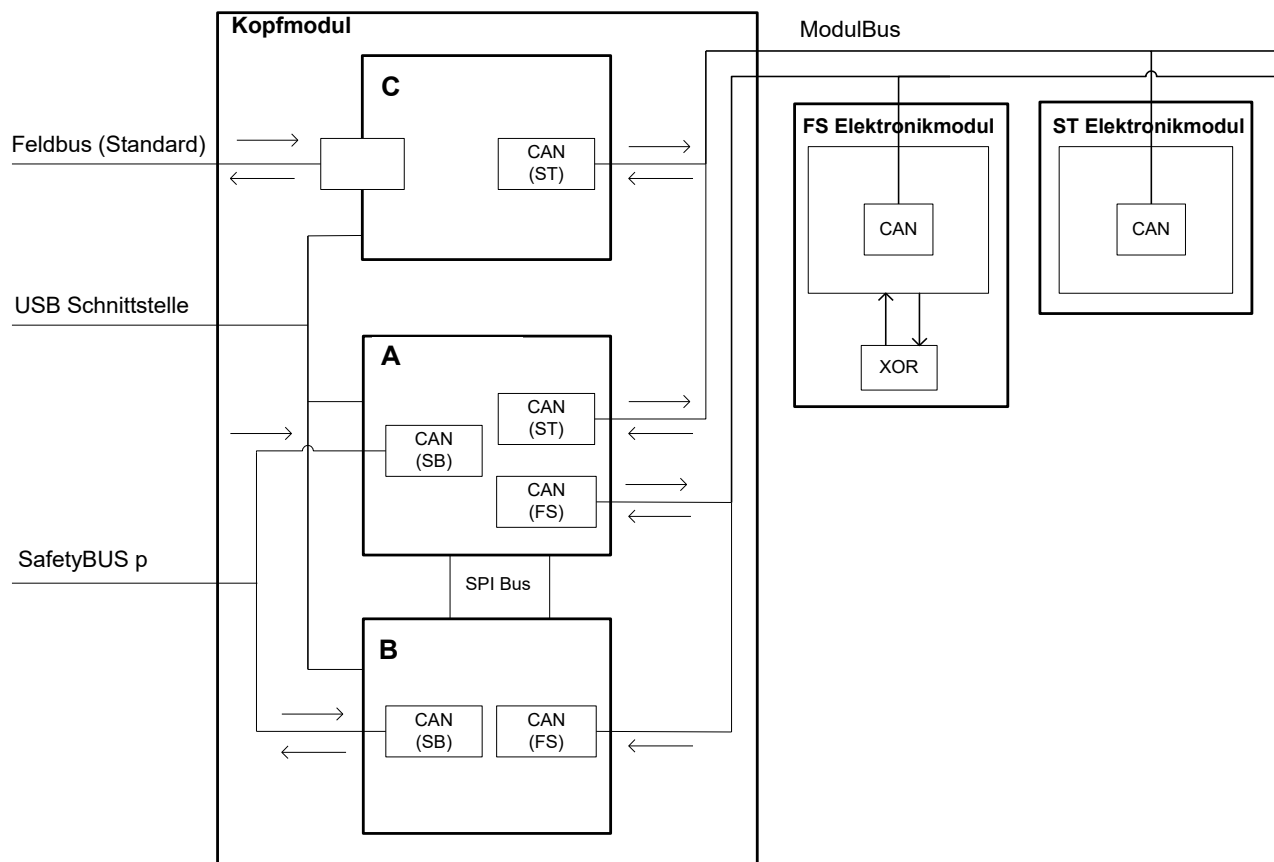 Kopfmodul
ModulBus
C
FS Elektronikmodul
ST Elektronikmodul
Feldbus (Standard)
CAN
(ST)
CAN
CAN
USB Schnittstelle
A
XOR
CAN
(ST)
CAN
(SB)
CAN
(FS)
SafetyBUS p
SPI Bus
B
CAN
(SB)
CAN
(FS)